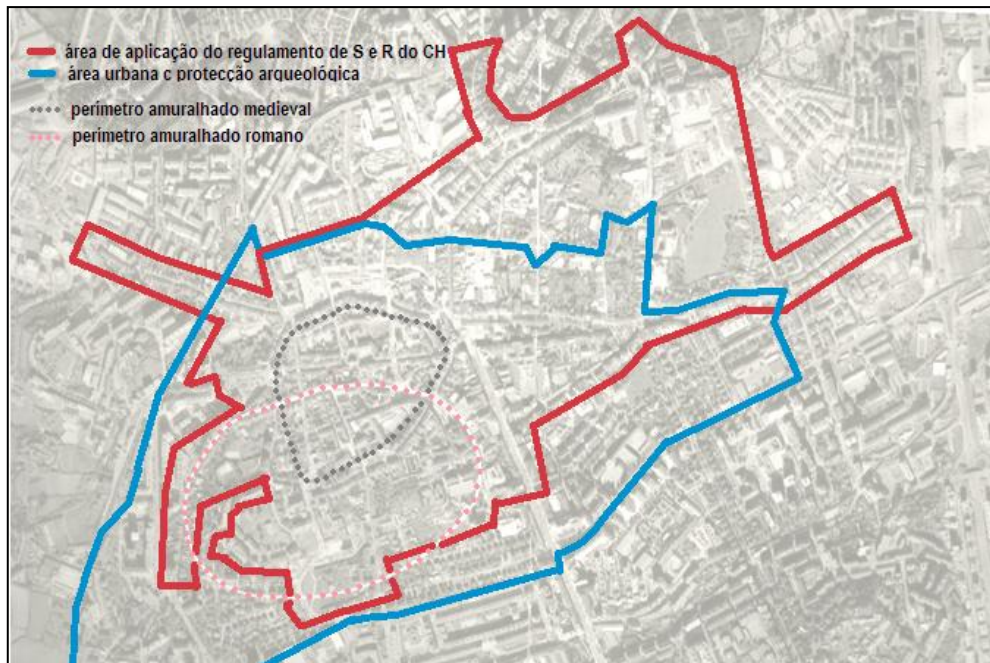 área de aplicação do regulamento de S e R do CH
área urbana c protecção arqueológica
perímetro amuralhado medieval
perímetro amuralhado romano